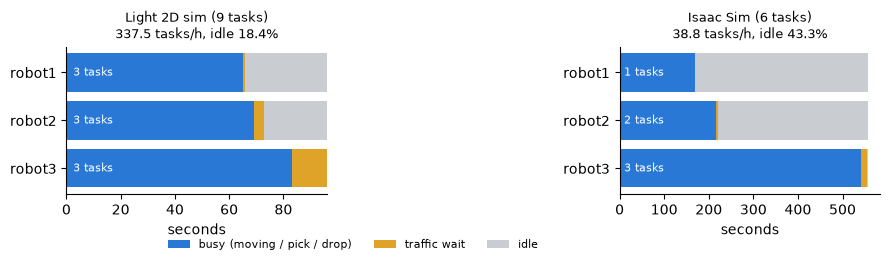 Light 2D sim (9 tasks)
337.5 tasks/h, idle 18.4%
robot1
3 tasks
robot2
3 tasks
robot3
3 tasks
0 20 40 60 80
seconds
Isaac Sim (6 tasks)
38.8 tasks/h, idle 43.3%
robot1
1 tasks
robot2
2 tasks
robot3
3 tasks
0 100 200 300 400 500
seconds
busy (moving / pick / drop) traffic wait idle